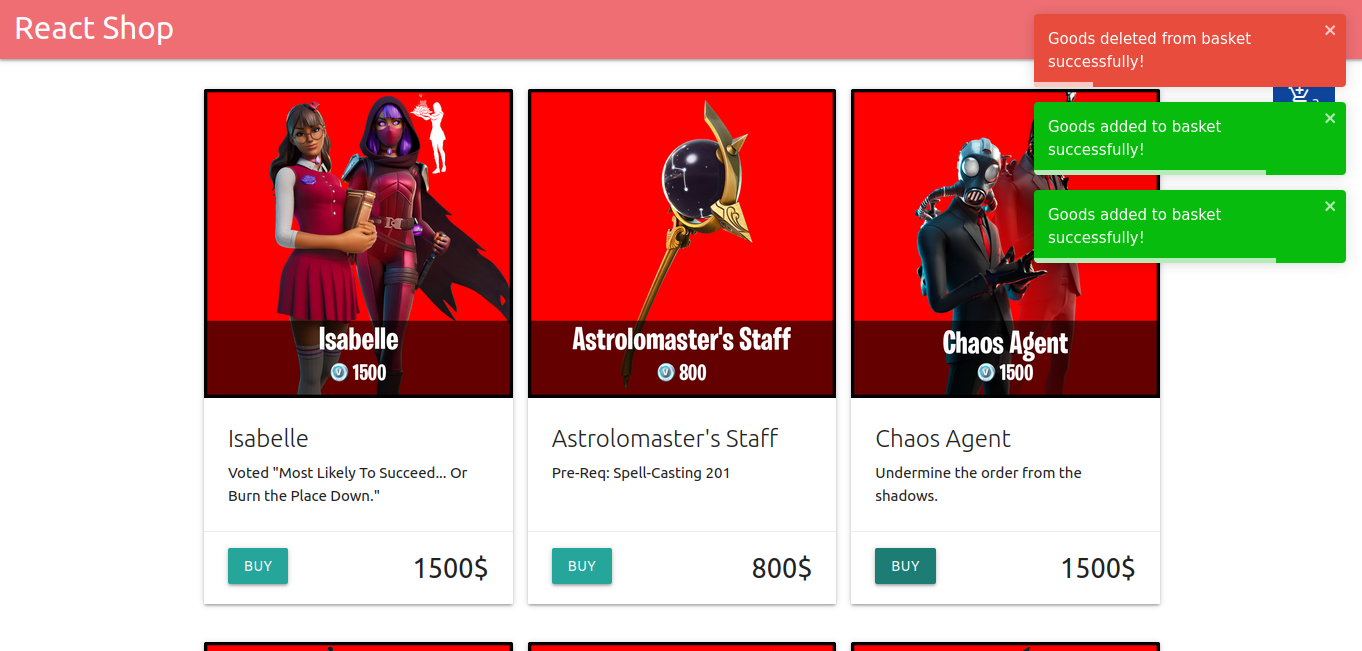 React Shop
Goods deleted from basket
successfully!
Goods added to basket
successfully!
Goods added to basket
successfully!
Isabelle
1500
Astrolomaster's Staff
800
Chaos Agent
1500
Isabelle
Voted "Most Likely To Succeed... Or
Burn the Place Down."
BUY
1500$
Astrolomaster's Staff
Pre-Req: Spell-Casting 201
BUY
800$
Chaos Agent
Undermine the order from the
shadows.
BUY
1500$